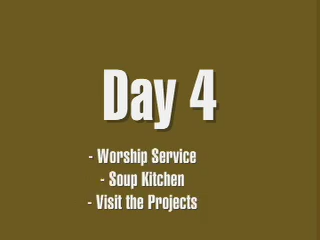 Day 4
- Worship Service
- Soup Kitchen
- Visit the Projects